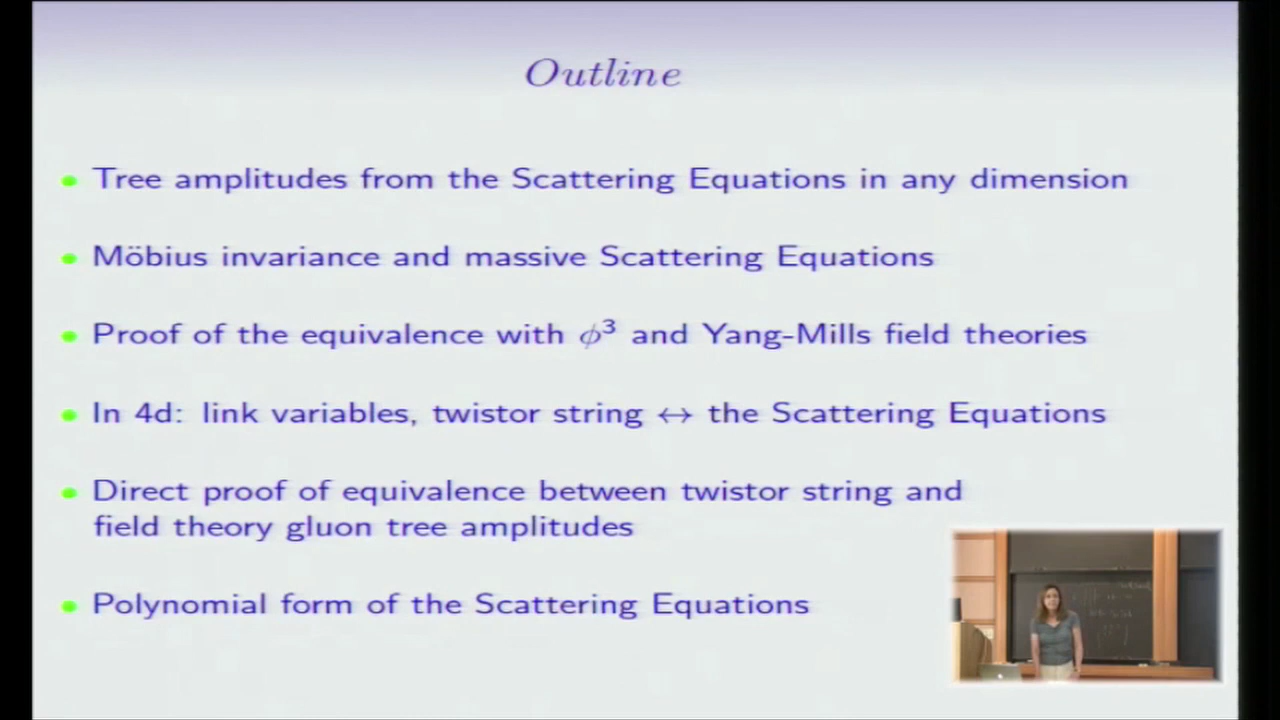 Outline
• Tree amplitudes from the Scattering Equations in any dimension
• Möbius invariance and massive Scattering Equations
• Proof of the equivalence with ϕ³ and Yang-Mills field theories
• In 4d: link variables, twistor string ↔ the Scattering Equations
• Direct proof of equivalence between twistor string and
field theory gluon tree amplitudes
• Polynomial form of the Scattering Equations